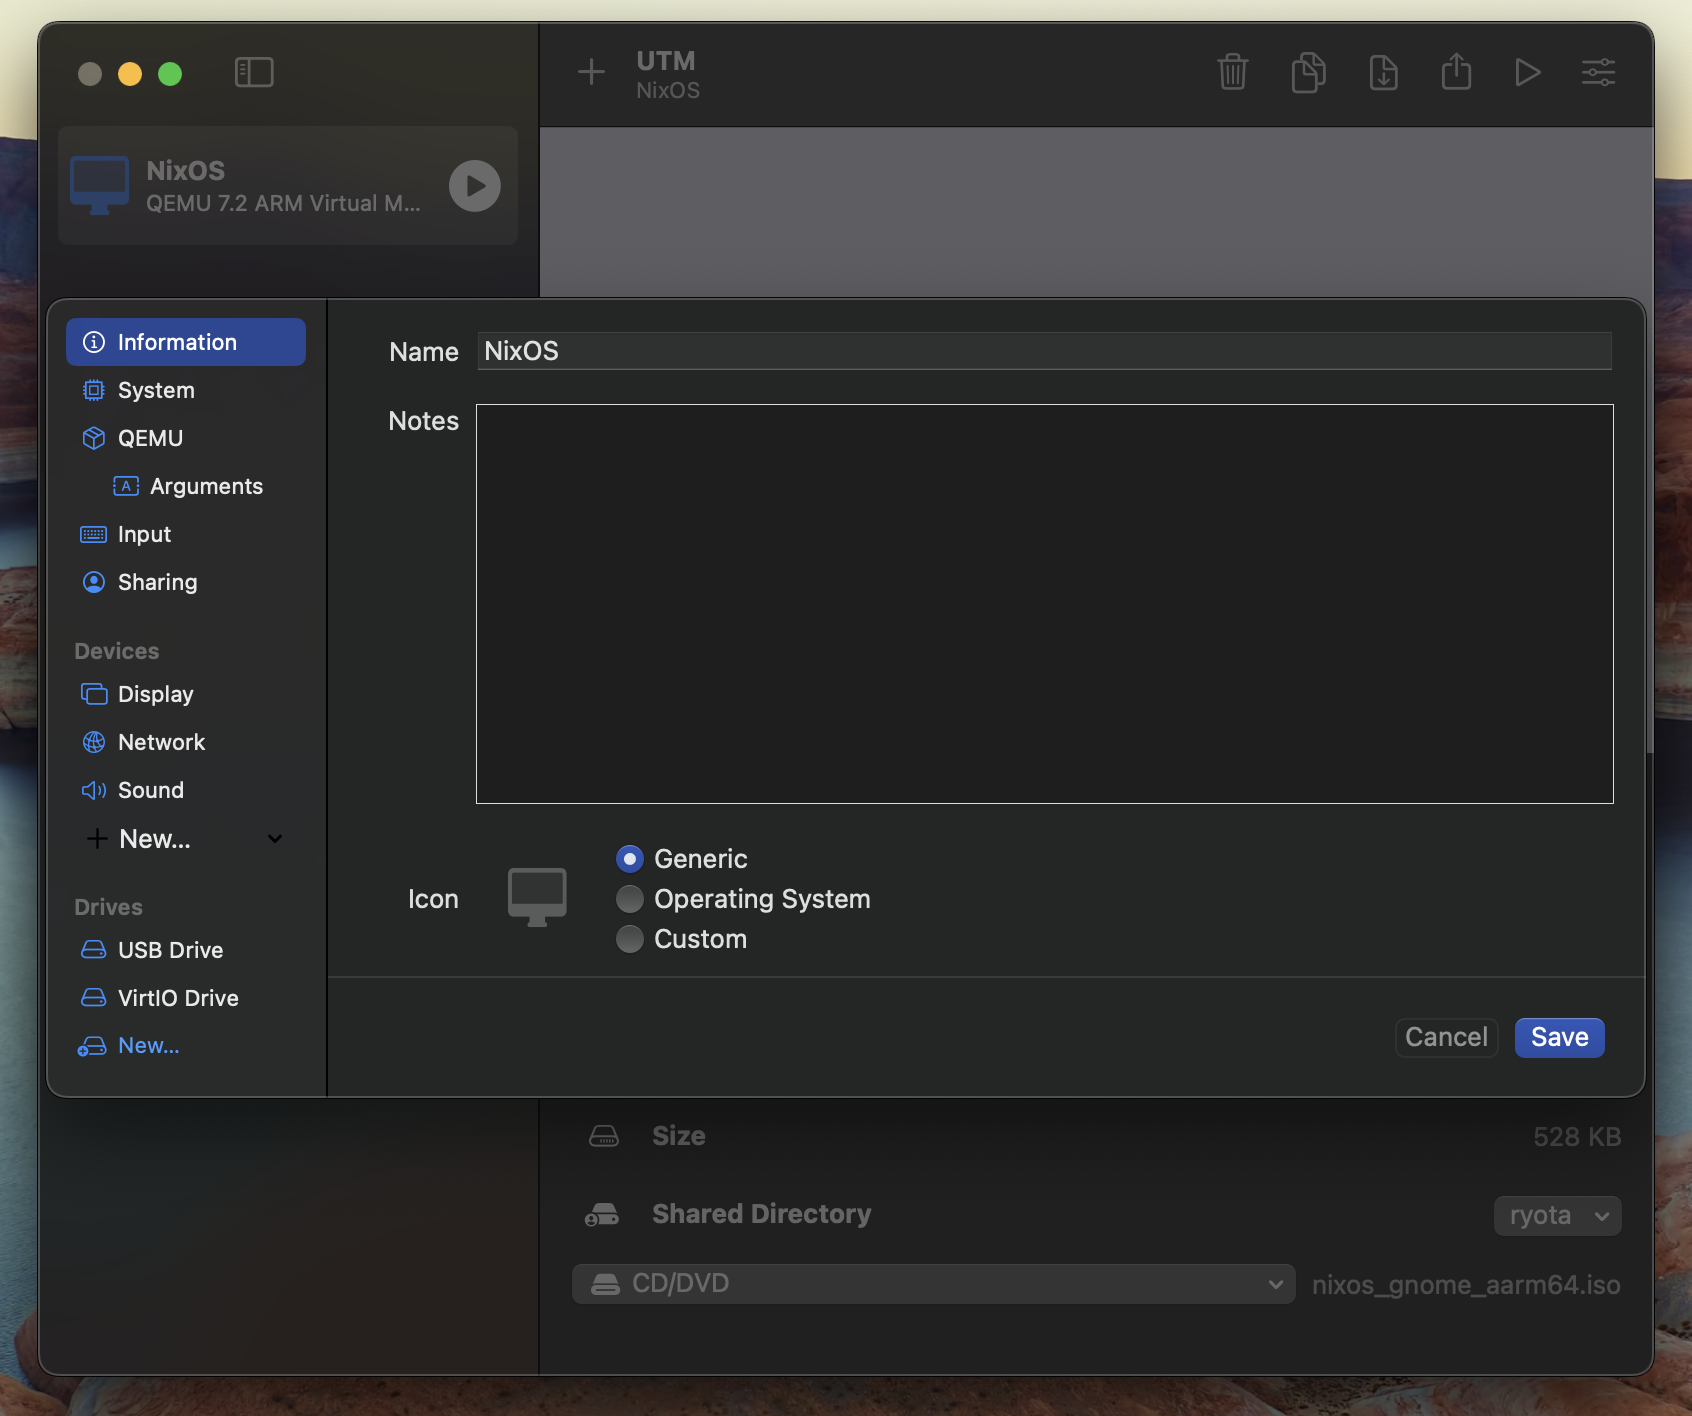 UTM
NixOS
NixOS
QEMU 7.2 ARM Virtual M...
Information
System
QEMU
Arguments
Input
Sharing
Devices
Display
Network
Sound
New...
Drives
USB Drive
VirtIO Drive
New...
Name
NixOS
Notes
Icon
Generic
Operating System
Custom
Cancel
Save
Size
528 KB
Shared Directory
ryota
CD/DVD
nixos_gnome_aarm64.iso